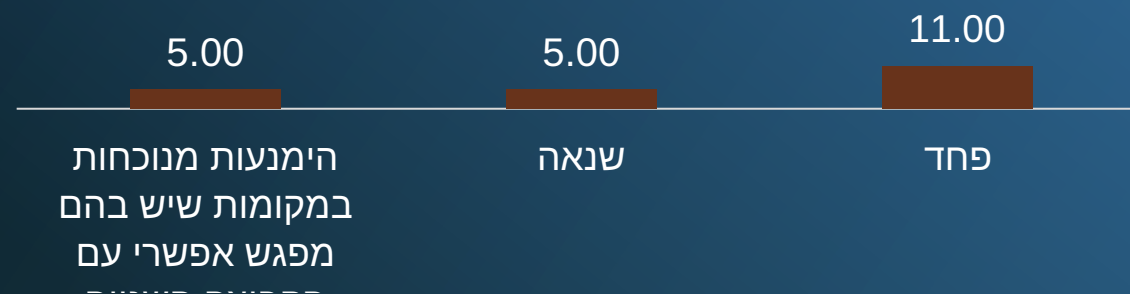 5.00
5.00
11.00
הימנעות מנוכחות
במקומות שיש בהם
מפגש אפשרי עם
שנאה
פחד